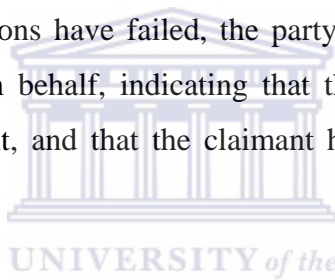 ons have failed, the party
n behalf, indicating that th
t, and that the claimant h
UNIVERSITY of the